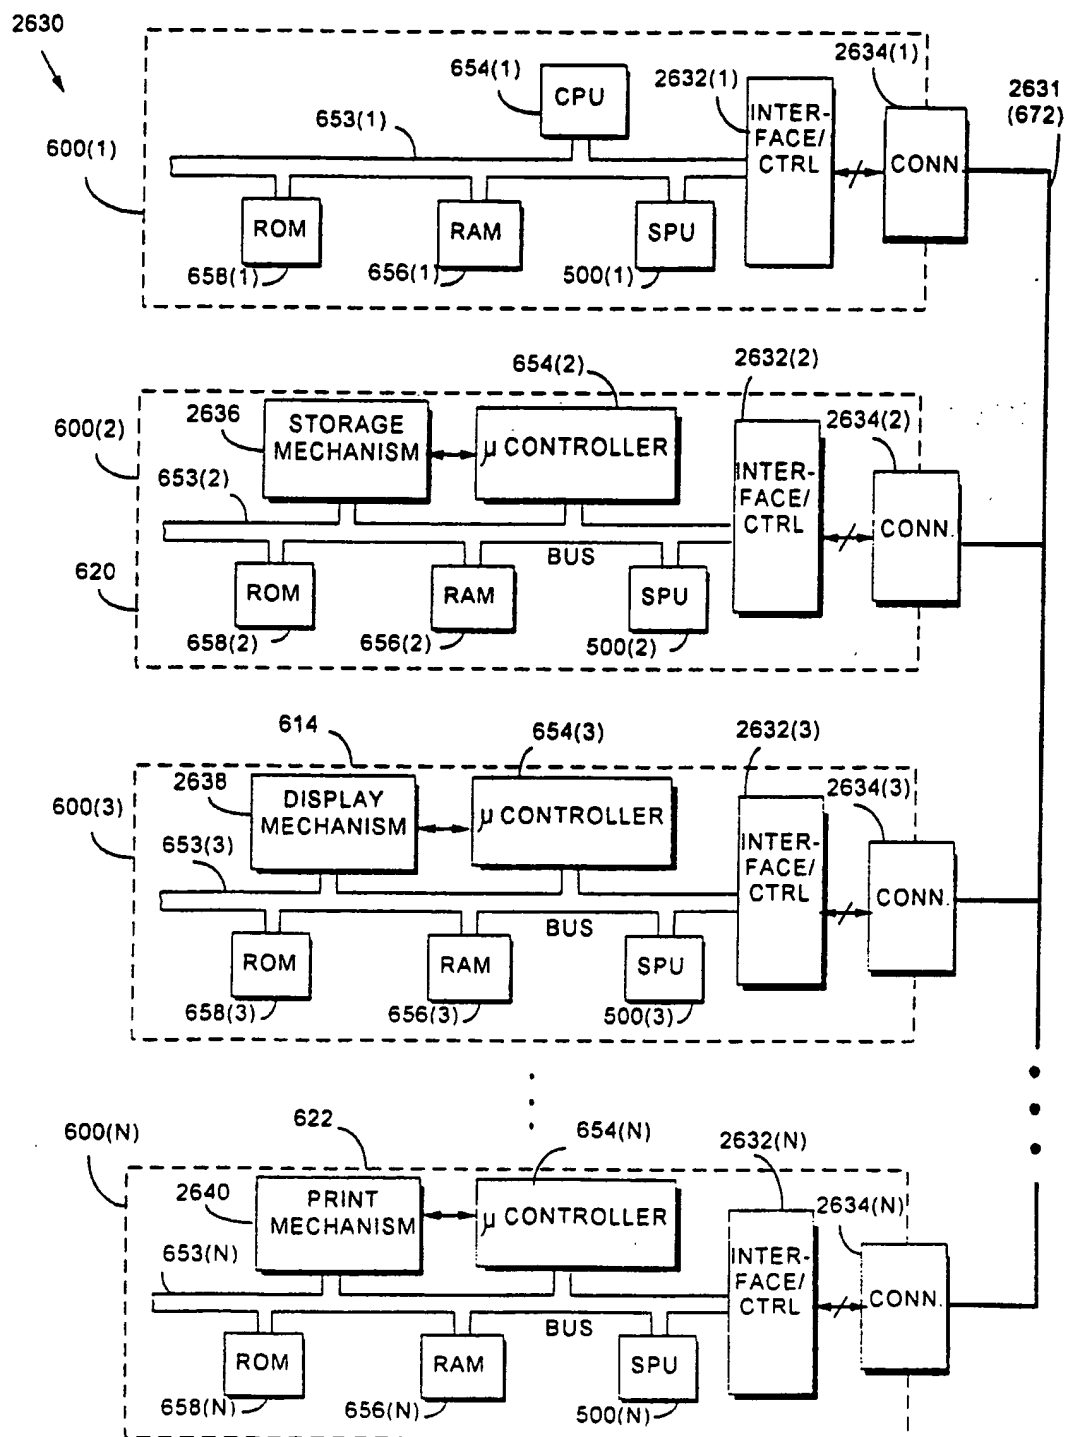 2630
654(1)
CPU
2632(1)
2634(1)
2631
(672)
INTER-
FACE/
CTRL
653(1)
600(1)
CONN
ROM
RAM
SPU
658(1)
656(1)
500(1)
654(2)
2632(2)
2636
STORAGE
MECHANISM
μ CONTROLLER
2634(2)
600(2)
653(2)
INTER-
FACE/
CTRL
CONN.
BUS
620
ROM
RAM
SPU
658(2)
656(2)
500(2)
614
654(3)
2632(3)
2638
DISPLAY
MECHANISM
μ CONTROLLER
2634(3)
600(3)
653(3)
INTER-
FACE/
CTRL
CONN.
BUS
ROM
RAM
SPU
658(3)
656(3)
500(3)
600(N)
622
654(N)
2632(N)
2640
PRINT
MECHANISM
μ CONTROLLER
2634(N)
653(N)
INTER-
FACE/
CTRL
CONN.
BUS
ROM
RAM
SPU
658(N)
656(N)
500(N)